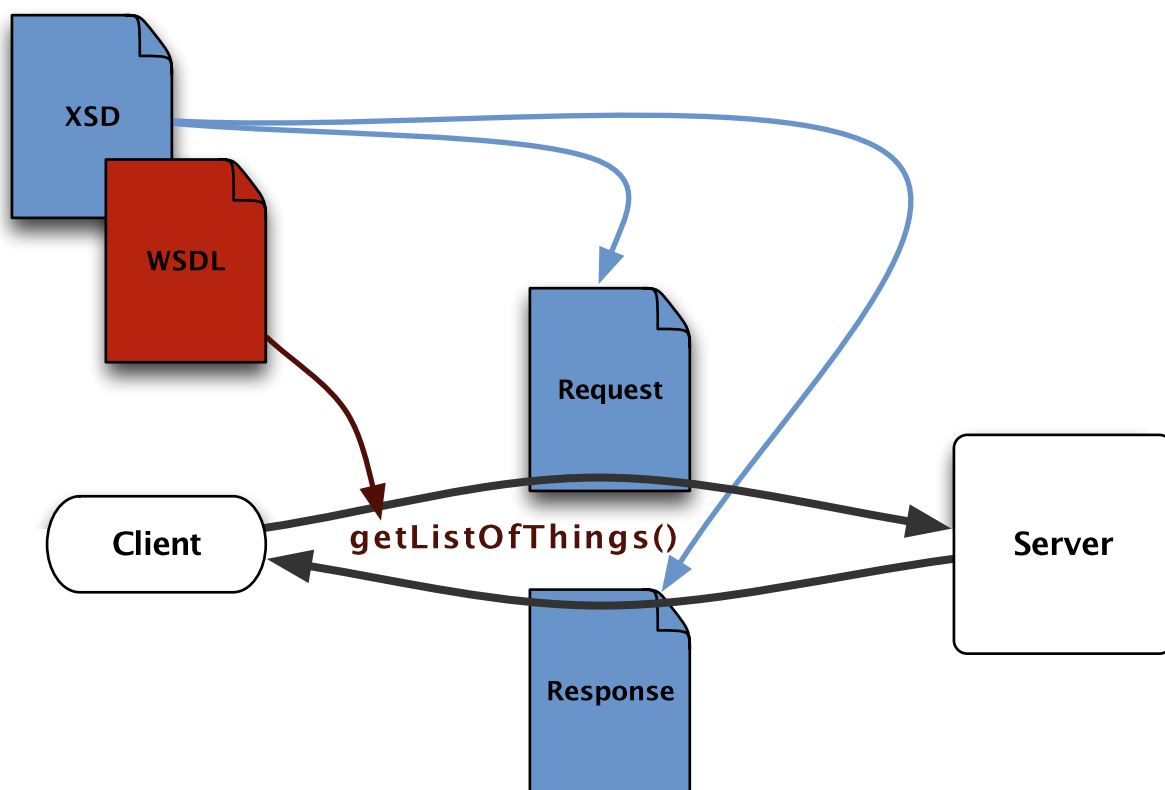 XSD
WSDL
Request
Client
getListOfThings()
Server
Response